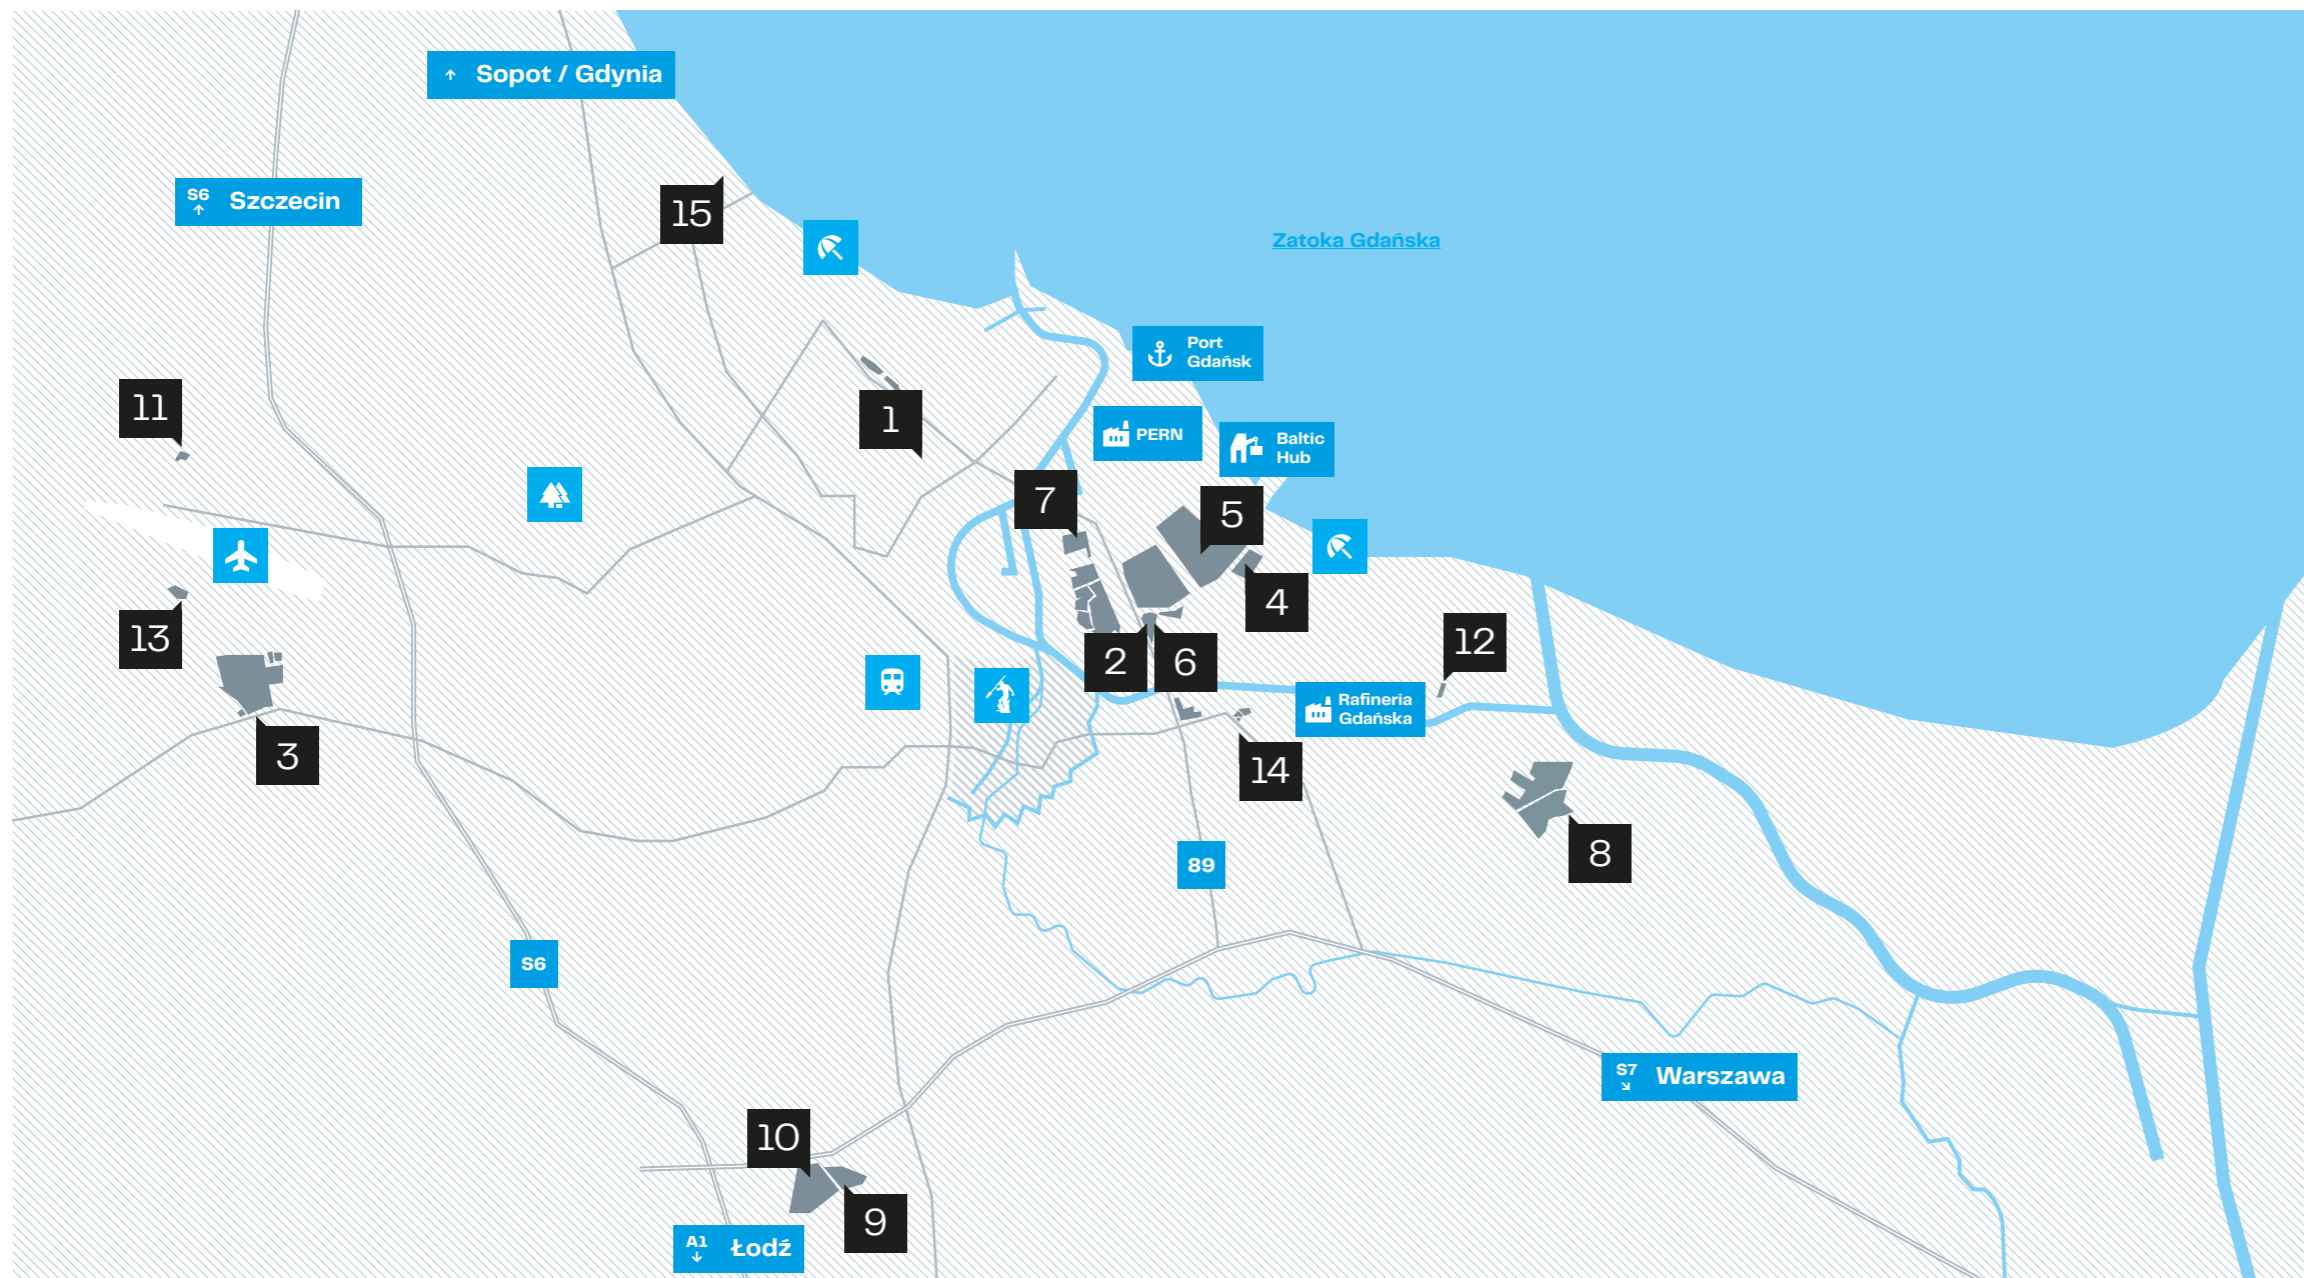 Sopot / Gdynia
S6
Szczecin
15
Zatoka Gdańska
Port
Gdańsk
11
1
PERN
Baltic
Hub
7
5
4
13
2
6
12
3
Rafineria
Gdańska
14
8
89
S6
S7
Warszawa
10
9
A1
Łodź